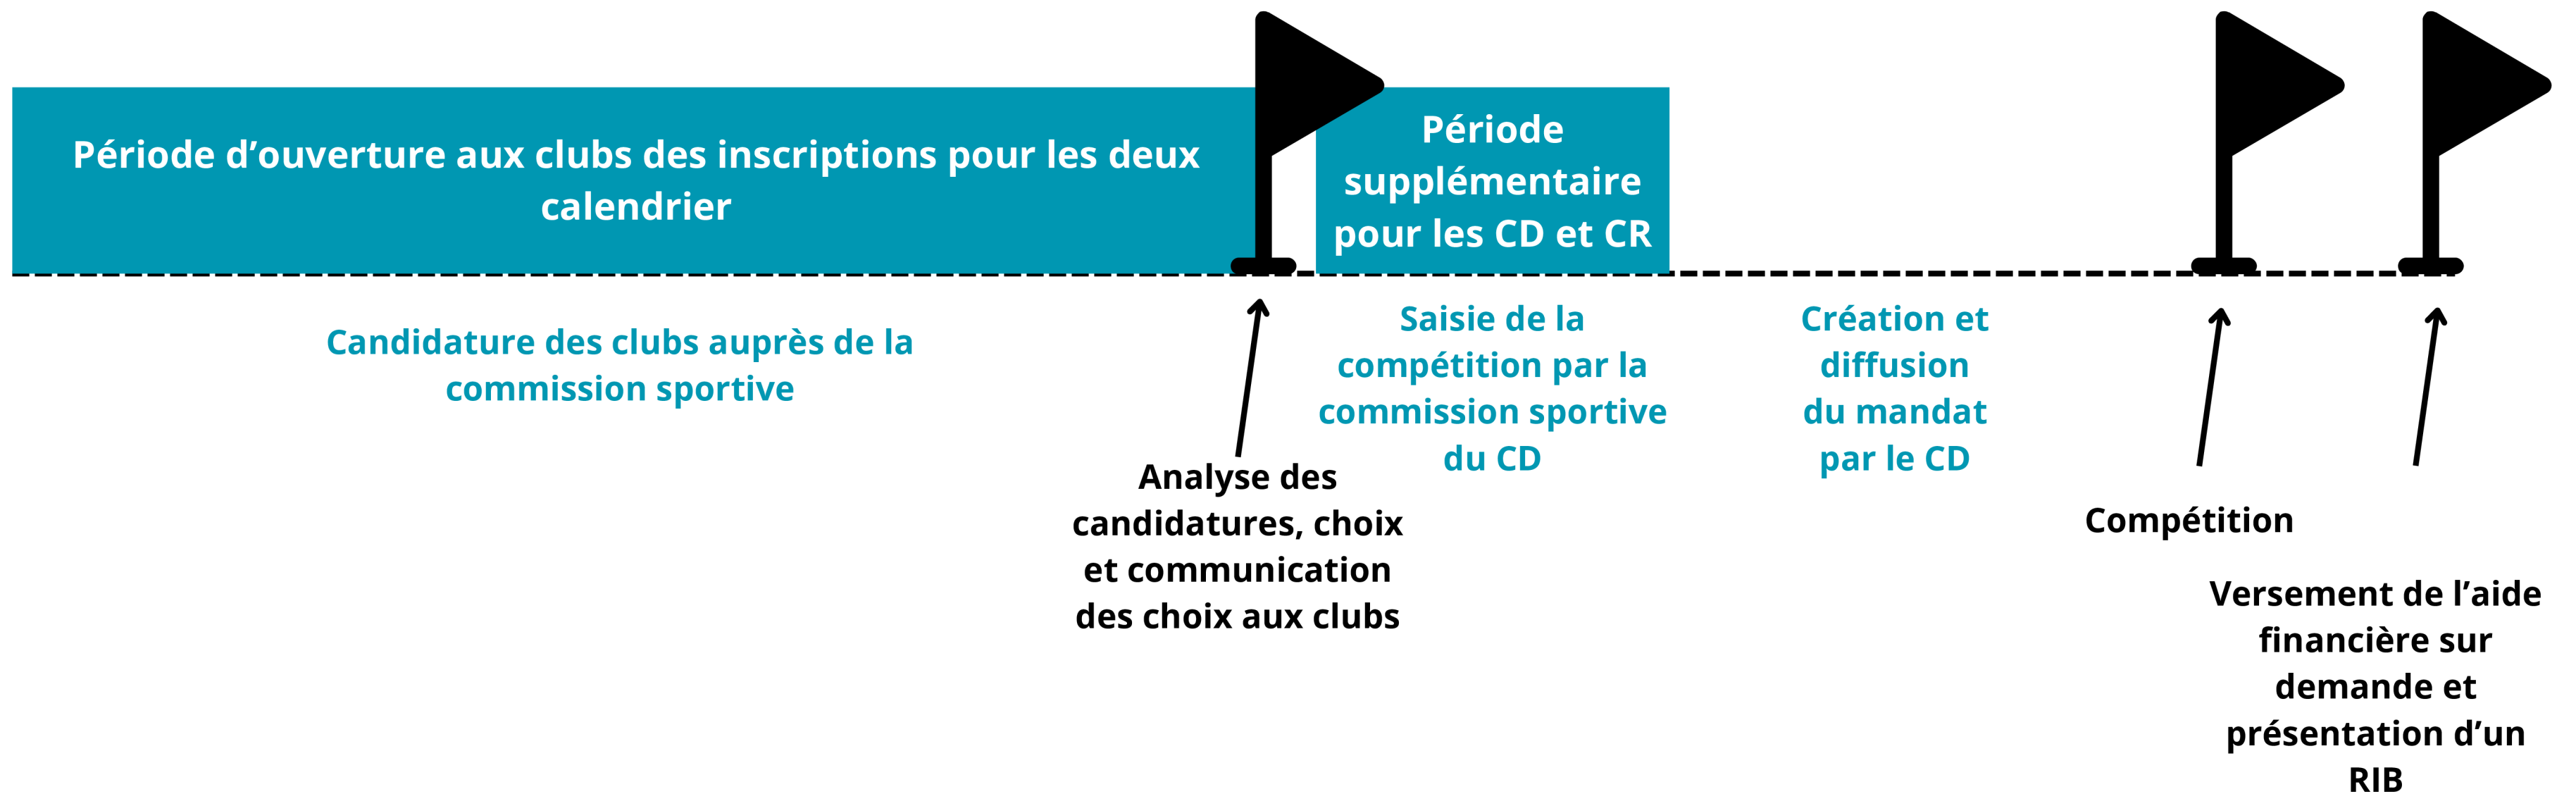 Période d’ouverture aux clubs des inscriptions pour les deux
calendrier
Période
supplémentaire
pour les CD et CR
Candidature des clubs auprès de la
commission sportive
Analyse des
candidatures, choix
et communication
des choix aux clubs
Saisie de la
compétition par la
commission sportive
du CD
Création et
diffusion
du mandat
par le CD
Compétition
Versement de l’aide
financière sur
demande et
présentation d’un
RIB